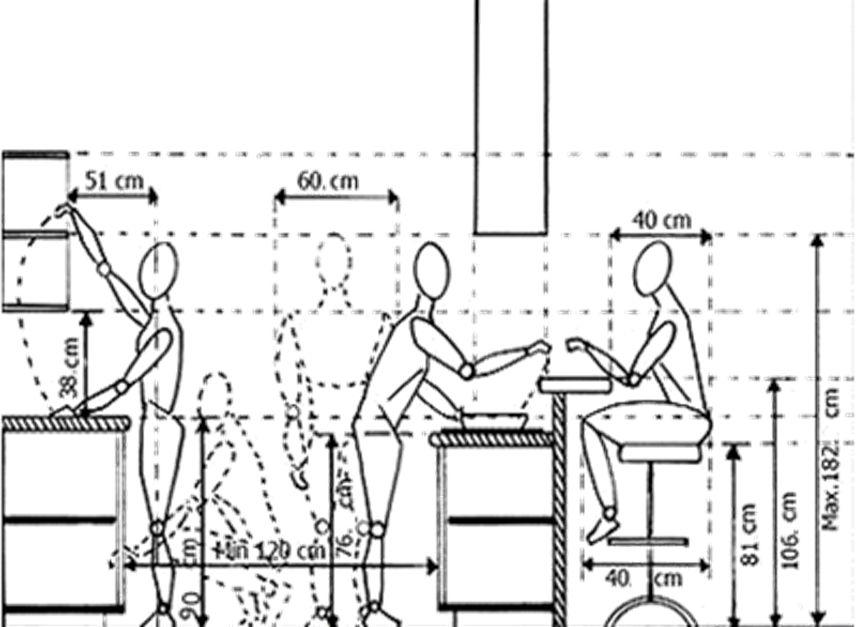 51 cm
60. cm
40 cm
38 cm
Max.182. cm
76. cm
106. cm
81 cm
90 cm
Min 120 cm
40. cm